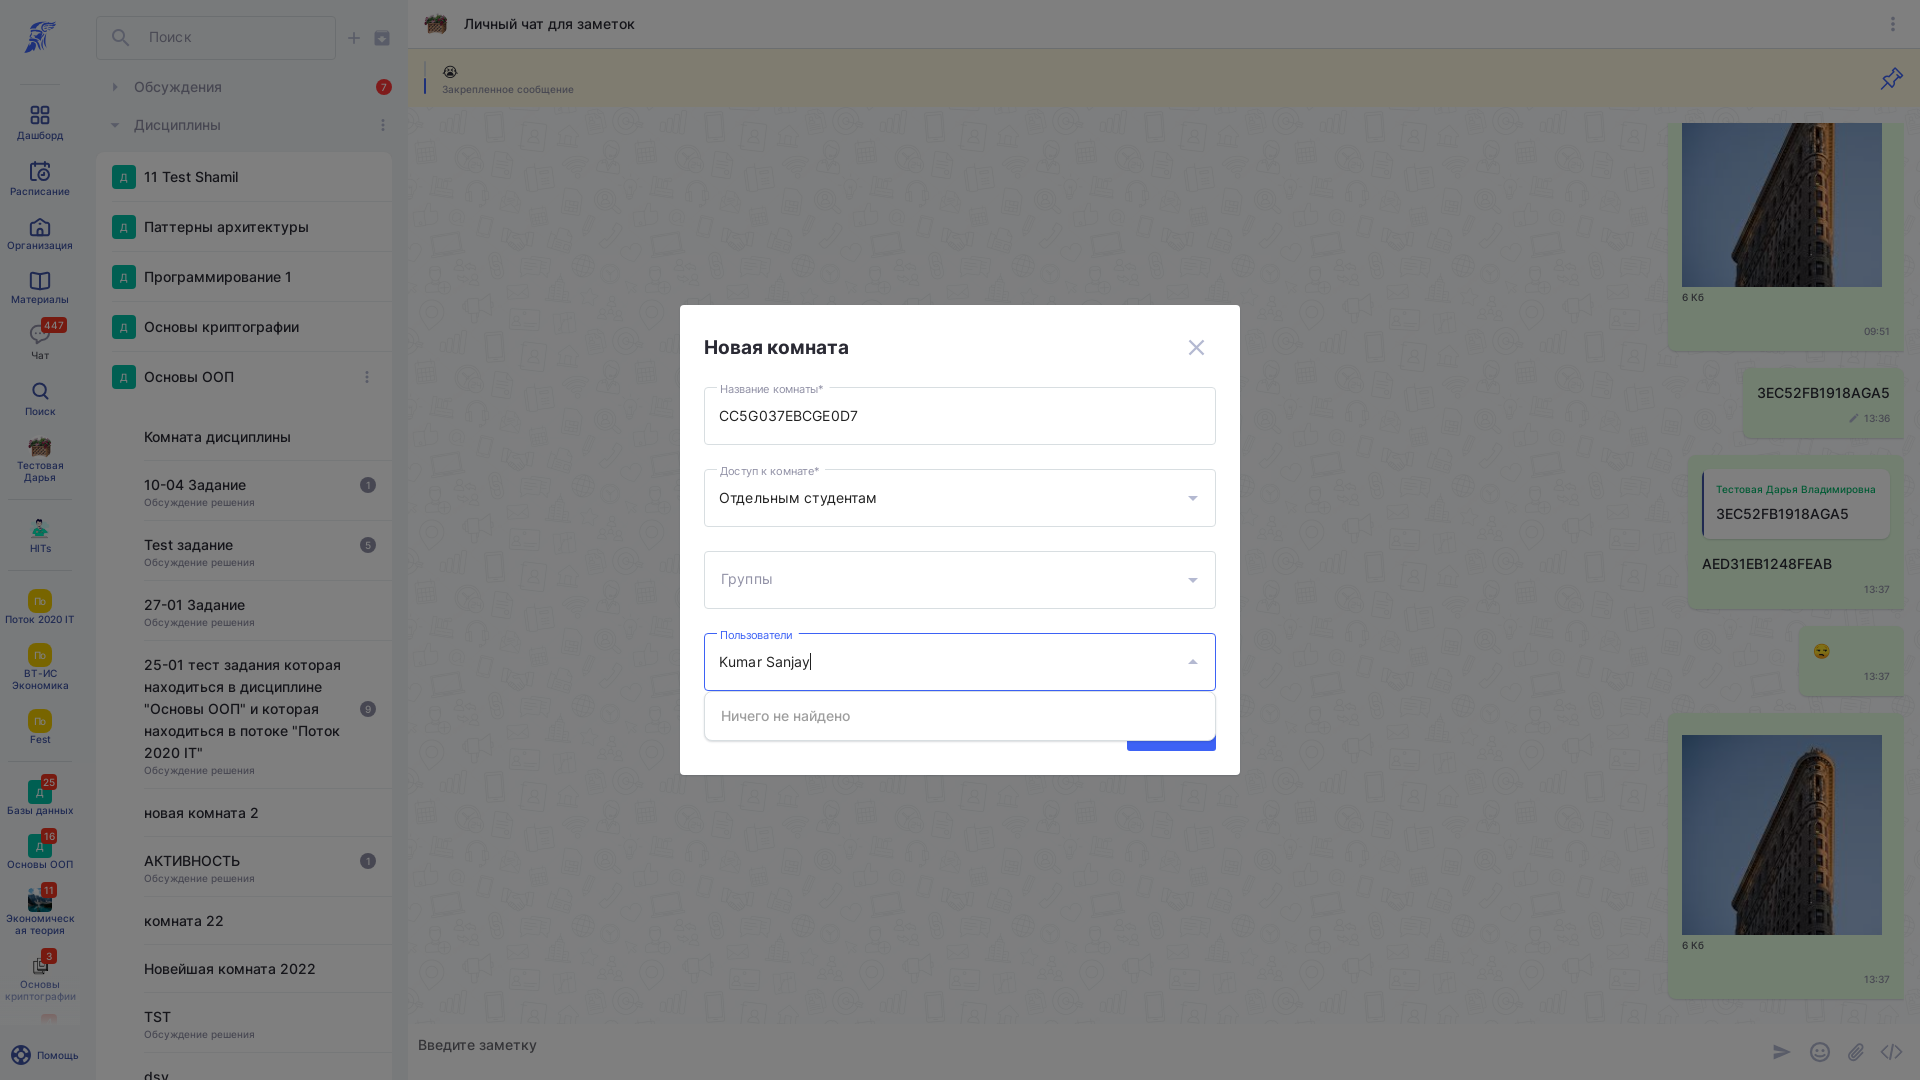 Поиск
Обсуждения
7
Дисциплины
Д
11 Test Shamil
Д
Паттерны архитектуры
Д
Программирование 1
Д
Основы криптографии
Д
Основы ООП
Комната дисциплины
10-04 Задание
1
Обсуждение решения
Test задание
5
Обсуждение решения
27-01 Задание
Обсуждение решения
25-01 тест задания которая
находиться в дисциплине
"Основы ООП" и которая
9
находиться в потоке "Поток
2020 IT"
Обсуждение решения
новая комната 2
АКТИВНОСТЬ
1
Обсуждение решения
комната 22
Новейшая комната 2022
TST
Обсуждение решения
dsv
Дашборд
Расписание
Организация
Материалы
447
Чат
Поиск
Тестовая
Дарья
HITs
По
Поток 2020 IT
По
ВТ-ИС
Экономика
По
Fest
25
Д
Базы данных
16
Д
Основы ООП
11
Экономическ
ая теория
3
Основы
криптографии
Помощь
Личный чат для заметок
Закрепленное сообщение
6 Кб
09:51
3EC52FB1918AGA5
13:36
Тестовая Дарья Владимировна
3EC52FB1918AGA5
AED31EB1248FEAB
13:37
13:37
6 Кб
13:37
Введите заметку
Новая комната
Название комнаты*
CC5G037EBCGE0D7
Доступ к комнате*
Отдельным студентам
Группы
Пользователи
Kumar Sanjay
Ничего не найдено